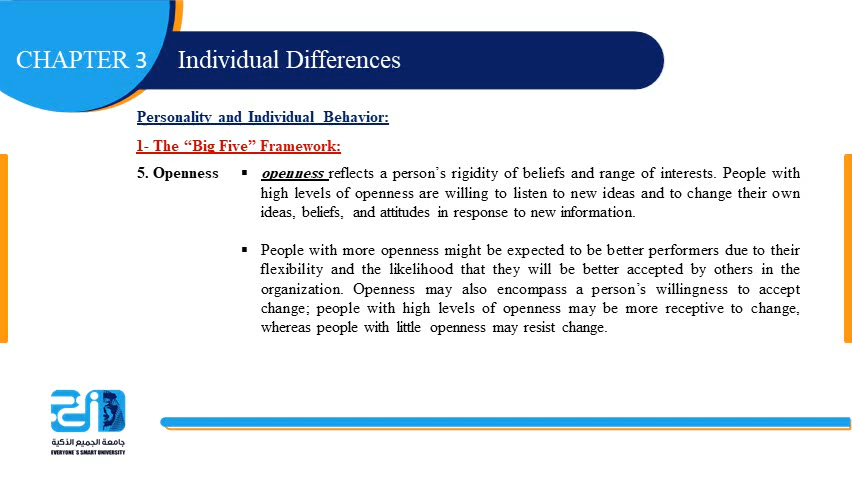 CHAPTER 3 Individual Differences
Personality and Individual Behavior:
1- The “Big Five” Framework:
5. Openness ▪ openness reflects a person’s rigidity of beliefs and range of interests. People with
high levels of openness are willing to listen to new ideas and to change their own
ideas, beliefs, and attitudes in response to new information.
▪ People with more openness might be expected to be better performers due to their
flexibility and the likelihood that they will be better accepted by others in the
organization. Openness may also encompass a person’s willingness to accept
change; people with high levels of openness may be more receptive to change,
whereas people with little openness may resist change.
جامعة الجميع الذكية
EVERYONE'S SMART UNIVERSITY